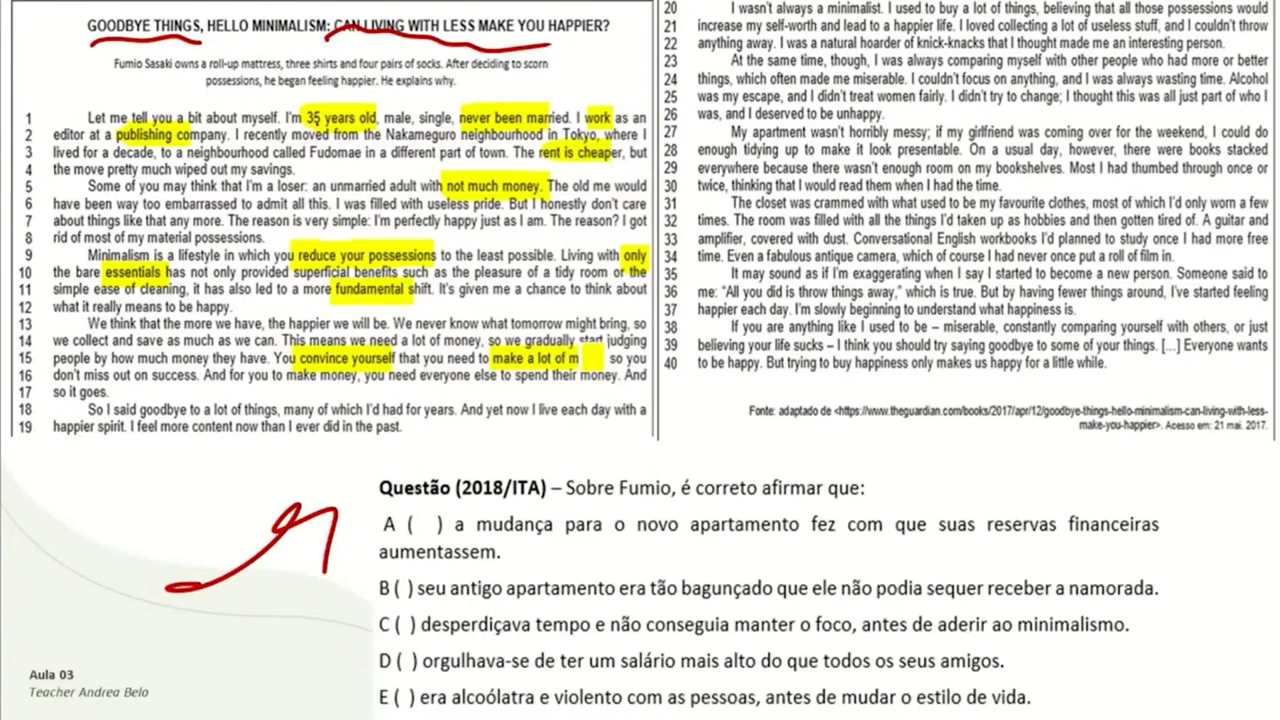 GOODBYE THINGS, HELLO MINIMALISM: CAN LIVING WITH LESS MAKE YOU HAPPIER?
Fumio Sasaki owns a roll-up mattress, three shirts and four pairs of socks. After deciding to scorn
possessions, he began feeling happier. He explains why.
1 Let me tell you a bit about myself. I'm 35 years old, male, single, never been married. I work as an
2 editor at a publishing company. I recently moved from the Nakameguro neighbourhood in Tokyo, where I
3 lived for a decade, to a neighbourhood called Fudomae in a different part of town. The rent is cheaper, but
4 the move pretty much wiped out my savings.
5 Some of you may think that I'm a loser: an unmarried adult with not much money. The old me would
6 have been way too embarrassed to admit all this. I was filled with useless pride. But I honestly don't care
7 about things like that any more. The reason is very simple: I'm perfectly happy just as I am. The reason? I got
8 rid of most of my material possessions.
9 Minimalism is a lifestyle in which you reduce your possessions to the least possible. Living with only
10 the bare essentials has not only provided superficial benefits such as the pleasure of a tidy room or the
11 simple ease of cleaning, it has also led to a more fundamental shift. It's given me a chance to think about
12 what it really means to be happy.
13 We think that the more we have, the happier we will be. We never know what tomorrow might bring, so
14 we collect and save as much as we can. This means we need a lot of money, so we gradually start judging
15 people by how much money they have. You convince yourself that you need to make a lot of m so you
16 don't miss out on success. And for you to make money, you need everyone else to spend their money. And
17 so it goes.
18 So I said goodbye to a lot of things, many of which I'd had for years. And yet now I live each day with a
19 happier spirit. I feel more content now than I ever did in the past.
20 I wasn't always a minimalist. I used to buy a lot of things, believing that all those possessions would
21 increase my self-worth and lead to a happier life. I loved collecting a lot of useless stuff, and I couldn't throw
22 anything away. I was a natural hoarder of knick-knacks that I thought made me an interesting person.
23 At the same time, though, I was always comparing myself with other people who had more or better
24 things, which often made me miserable. I couldn't focus on anything, and I was always wasting time. Alcohol
25 was my escape, and I didn't treat women fairly. I didn't try to change; I thought this was all just part of who I
26 was, and I deserved to be unhappy.
27 My apartment wasn't horribly messy; if my girlfriend was coming over for the weekend, I could do
28 enough tidying up to make it look presentable. On a usual day, however, there were books stacked
29 everywhere because there wasn't enough room on my bookshelves. Most I had thumbed through once or
30 twice, thinking that I would read them when I had the time.
31 The closet was crammed with what used to be my favourite clothes, most of which I'd only worn a few
32 times. The room was filled with all the things I'd taken up as hobbies and then gotten tired of. A guitar and
33 amplifier, covered with dust. Conversational English workbooks I'd planned to study once I had more free
34 time. Even a fabulous antique camera, which of course I had never once put a roll of film in.
35 It may sound as if I'm exaggerating when I say I started to become a new person. Someone said to
36 me: "All you did is throw things away," which is true. But by having fewer things around, I've started feeling
37 happier each day. I'm slowly beginning to understand what happiness is.
38 If you are anything like I used to be – miserable, constantly comparing yourself with others, or just
39 believing your life sucks – I think you should try saying goodbye to some of your things. [...] Everyone wants
40 to be happy. But trying to buy happiness only makes us happy for a little while.
Fonte: adaptado de <https://www.theguardian.com/books/2017/apr/12/goodbye-things-hello-minimalism-can-living-with-less-
make-you-happier>. Acesso em: 21 mai. 2017.
Questão (2018/ITA) – Sobre Fumio, é correto afirmar que:
A ( ) a mudança para o novo apartamento fez com que suas reservas financeiras
aumentassem.
B ( ) seu antigo apartamento era tão bagunçado que ele não podia sequer receber a namorada.
C ( ) desperdiçava tempo e não conseguia manter o foco, antes de aderir ao minimalismo.
D ( ) orgulhava-se de ter um salário mais alto do que todos os seus amigos.
E ( ) era alcoólatra e violento com as pessoas, antes de mudar o estilo de vida.
Aula 03
Teacher Andrea Belo